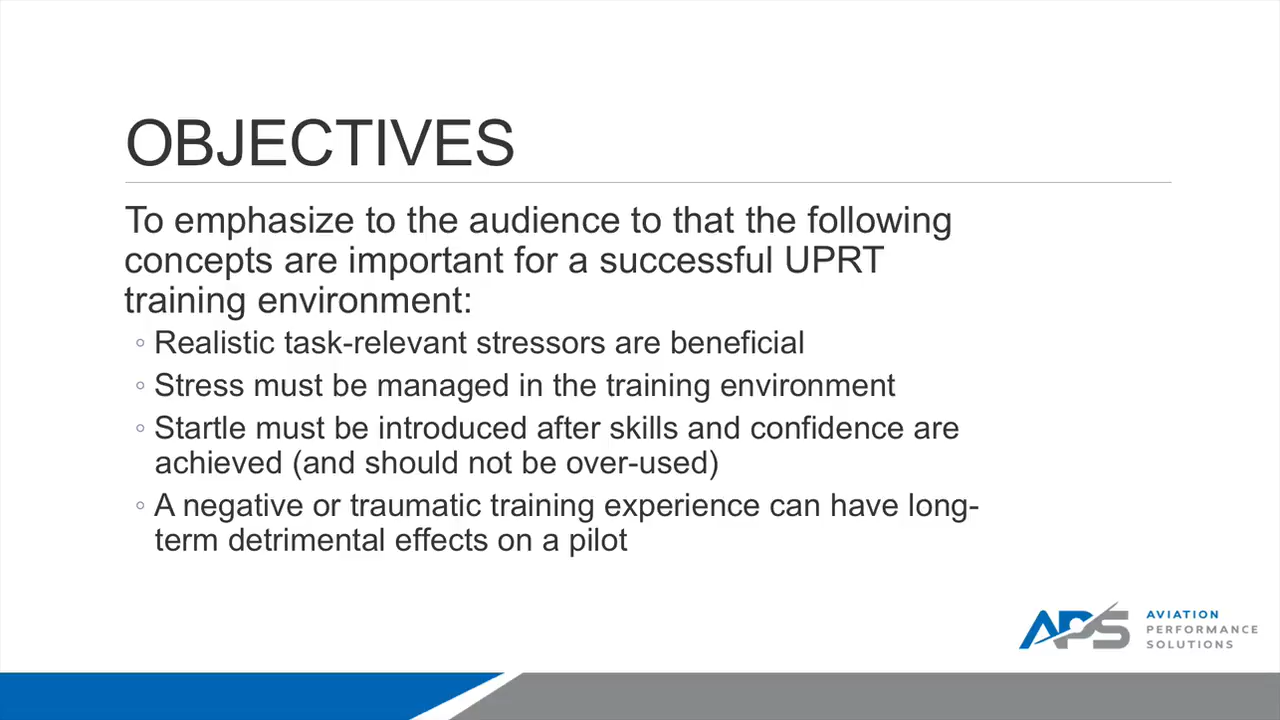 OBJECTIVES
To emphasize to the audience to that the following
concepts are important for a successful UPRT
training environment:
◦ Realistic task-relevant stressors are beneficial
◦ Stress must be managed in the training environment
◦ Startle must be introduced after skills and confidence are
achieved (and should not be over-used)
◦ A negative or traumatic training experience can have long-
term detrimental effects on a pilot
APS
AVIATION
PERFORMANCE
SOLUTIONS